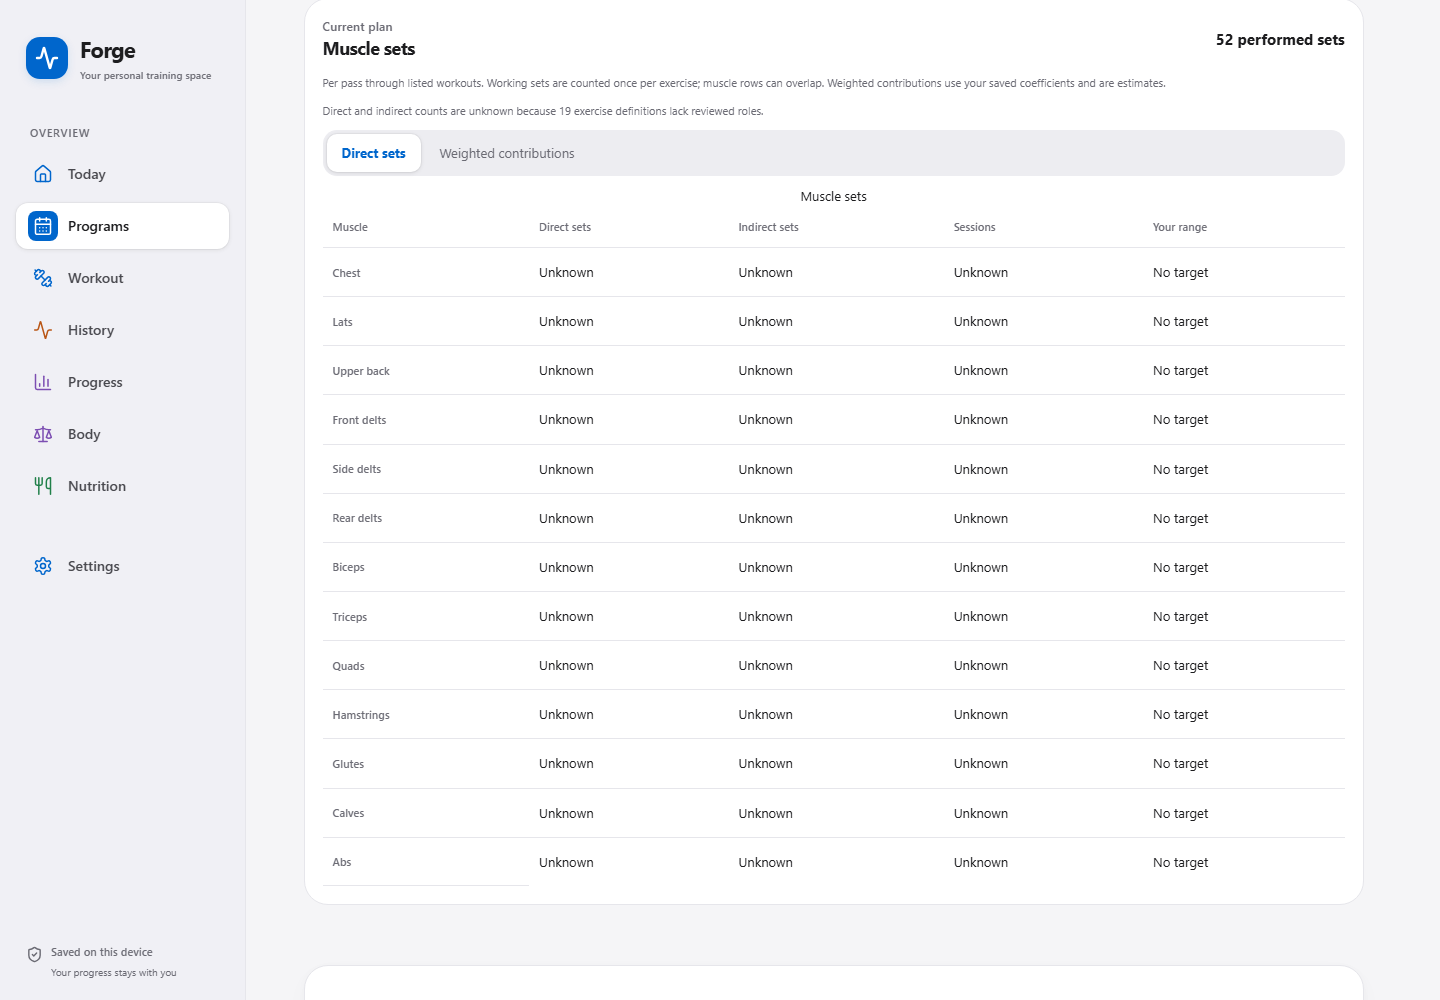 Forge
Your personal training space
OVERVIEW
Today
Programs
Workout
History
Progress
Body
Nutrition
Settings
Saved on this device
Your progress stays with you
Current plan
Muscle sets
52 performed sets
Per pass through listed workouts. Working sets are counted once per exercise; muscle rows can overlap. Weighted contributions use your saved coefficients and are estimates.
Direct and indirect counts are unknown because 19 exercise definitions lack reviewed roles.
Direct sets Weighted contributions
Muscle sets
Muscle Direct sets Indirect sets Sessions Your range
Chest Unknown Unknown Unknown No target
Lats Unknown Unknown Unknown No target
Upper back Unknown Unknown Unknown No target
Front delts Unknown Unknown Unknown No target
Side delts Unknown Unknown Unknown No target
Rear delts Unknown Unknown Unknown No target
Biceps Unknown Unknown Unknown No target
Triceps Unknown Unknown Unknown No target
Quads Unknown Unknown Unknown No target
Hamstrings Unknown Unknown Unknown No target
Glutes Unknown Unknown Unknown No target
Calves Unknown Unknown Unknown No target
Abs Unknown Unknown Unknown No target